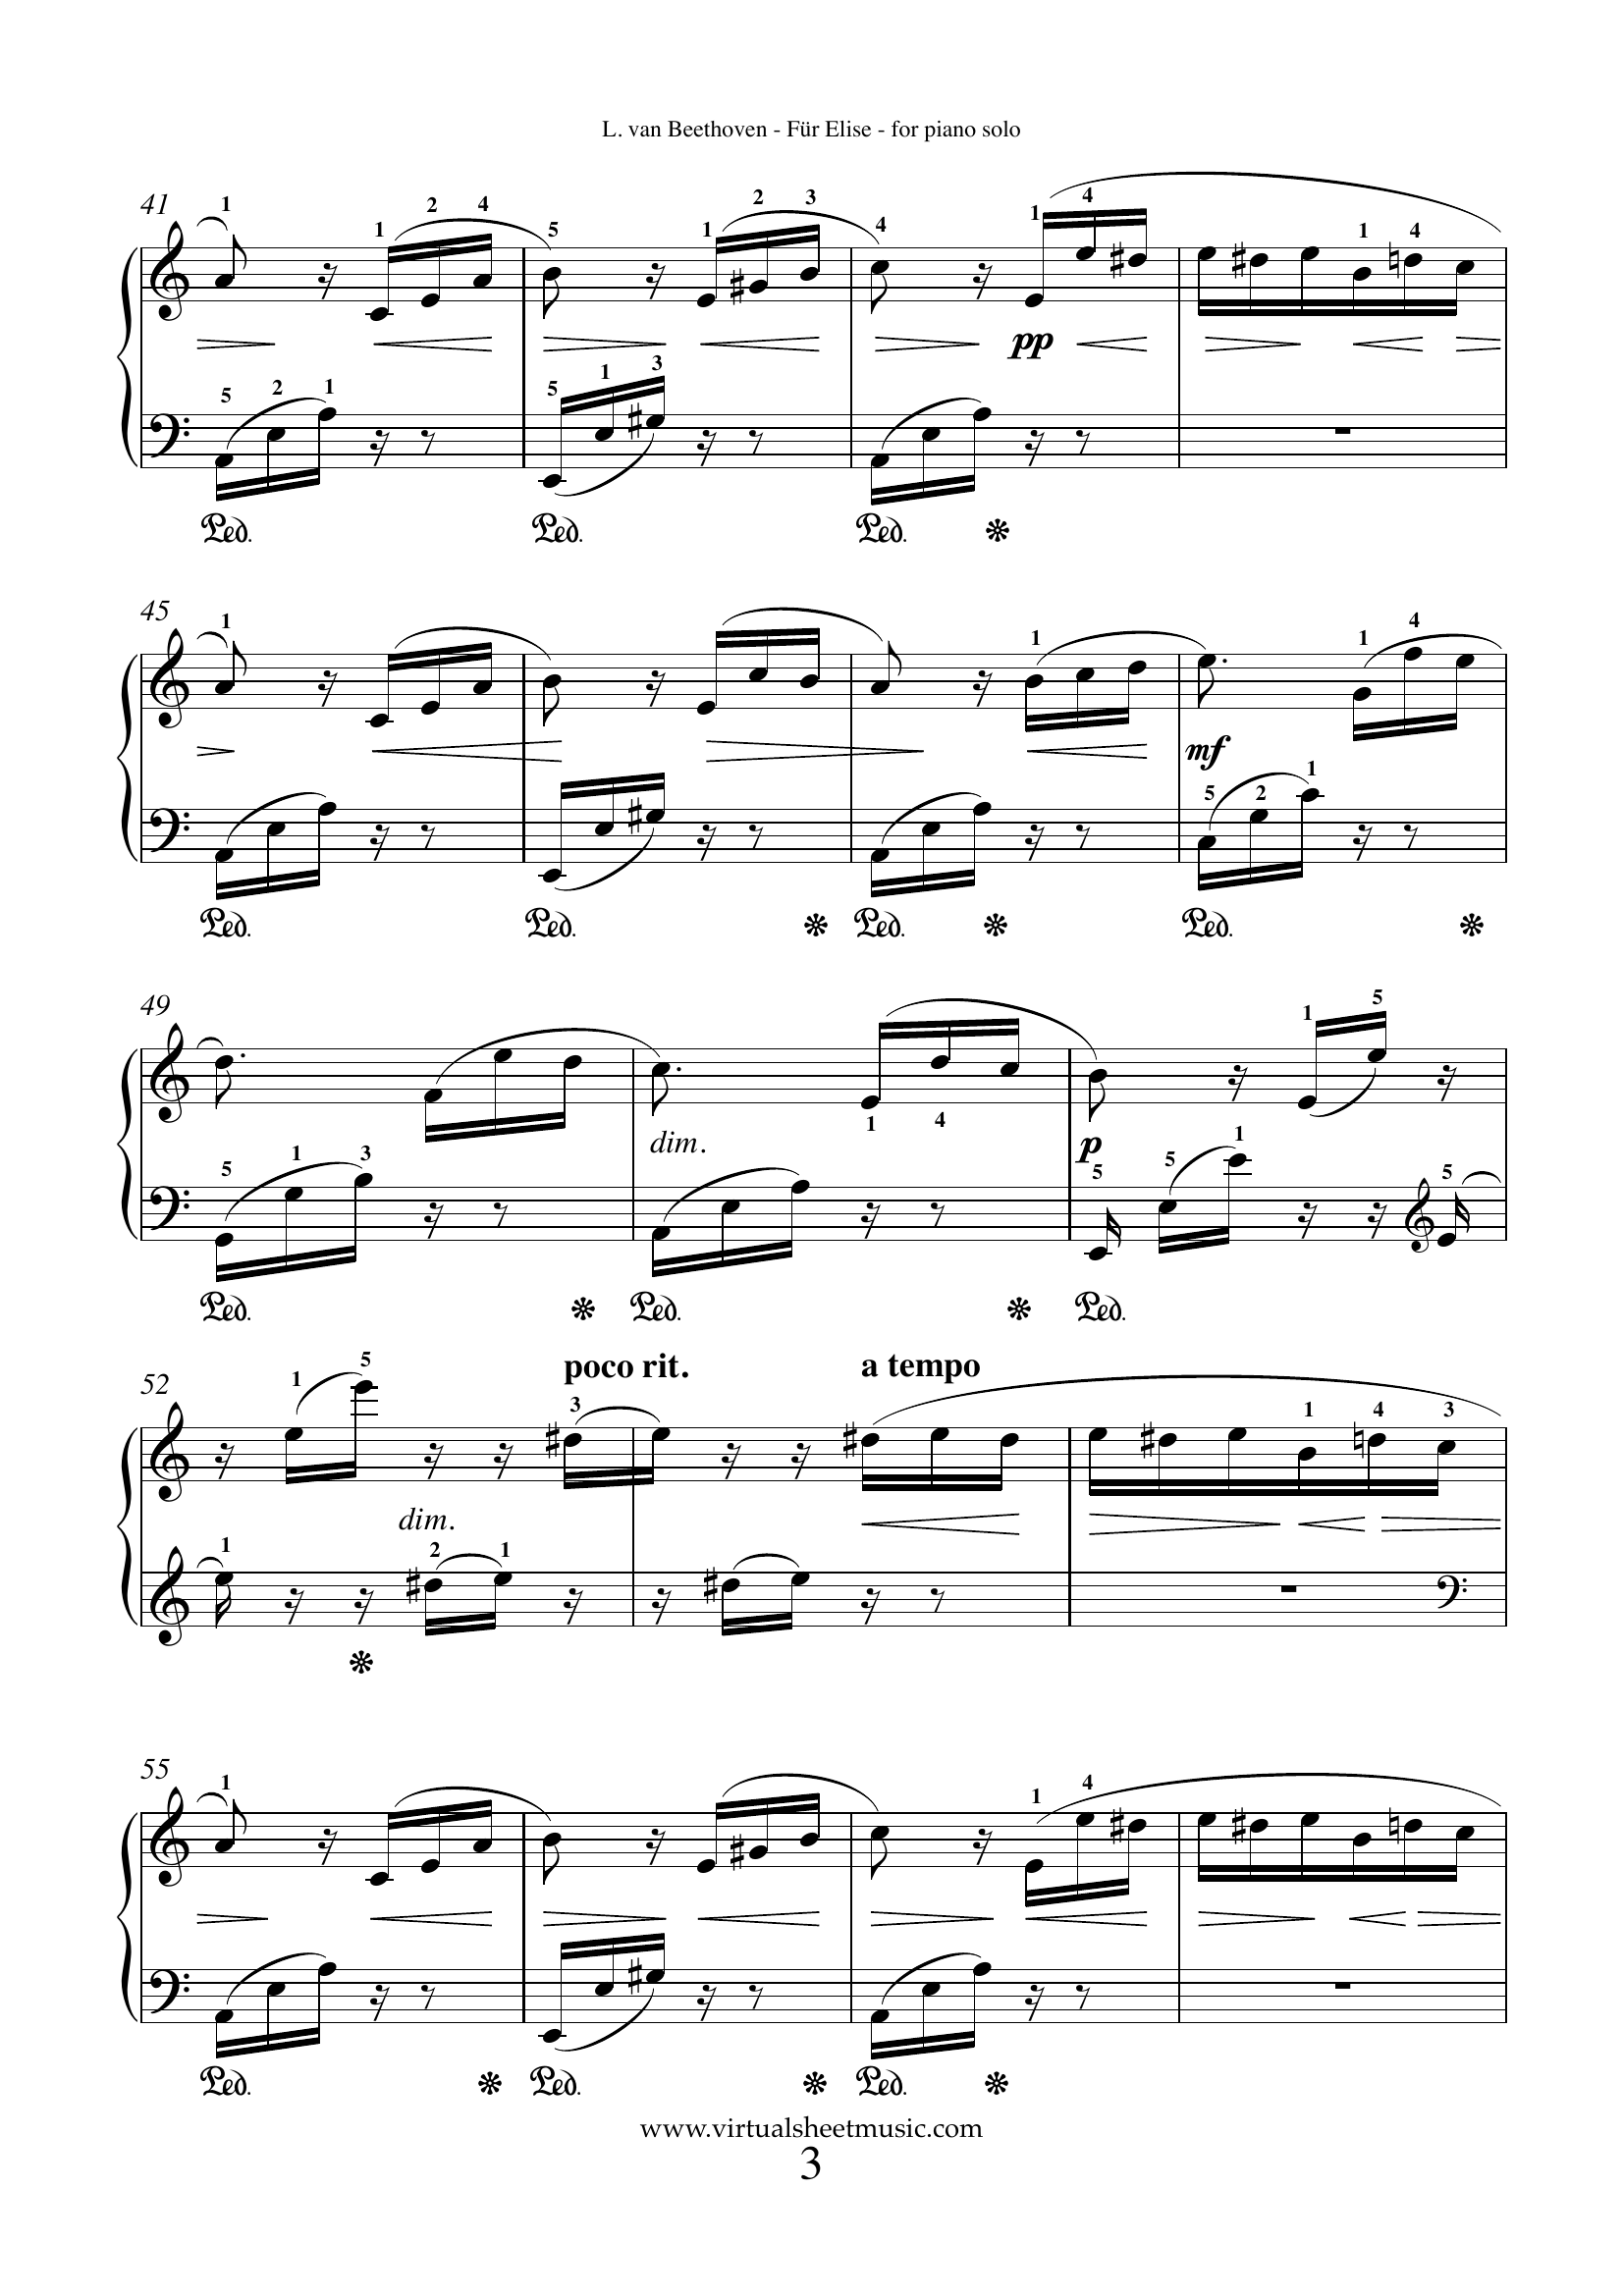 L. van Beethoven - Für Elise - for piano solo
41
1 1 2 4 5 1 2 3 4 1 4 1 4
pp
5 2 1 5 1 3
Ped. Ped. Ped.
45
1 1 1 4
mf
5 2 1
Ped. Ped. Ped. Ped.
49
1 4 1 5
dim. p
5 1 3 5 5 1 5
Ped. Ped. Ped.
poco rit. a tempo
52
1 5 3 1 4 3
dim.
1 2 1
55
1 1 4
Ped. Ped. Ped.
www.virtualsheetmusic.com
3